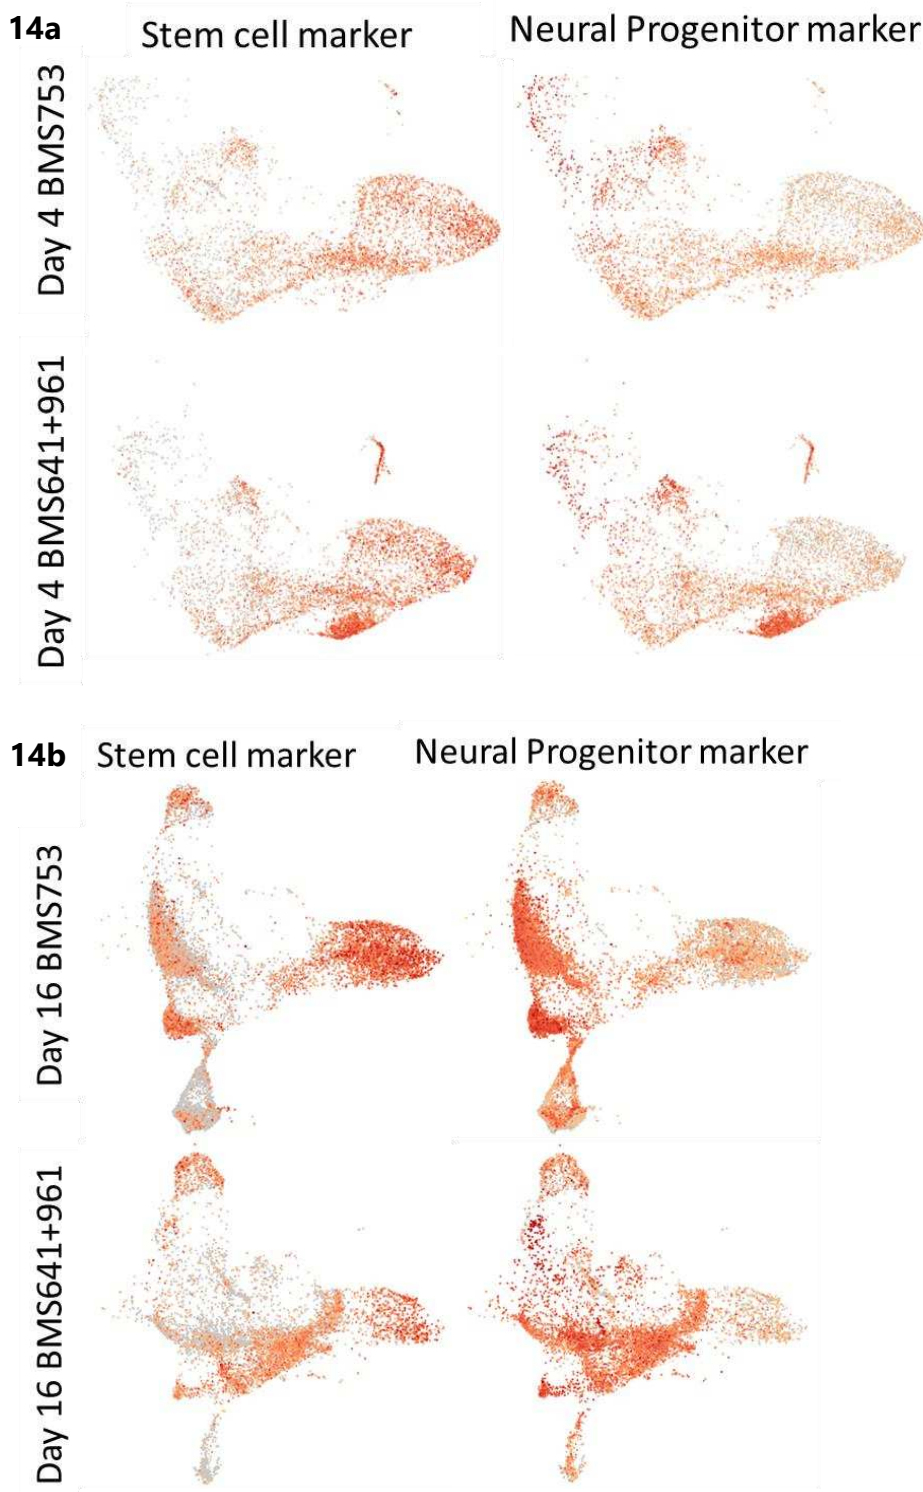 14a
Stem cell marker
Neural Progenitor marker
Day 4 BMS753
Day 4 BMS641+961
14b
Stem cell marker
Neural Progenitor marker
Day 16 BMS753
Day 16 BMS641+961